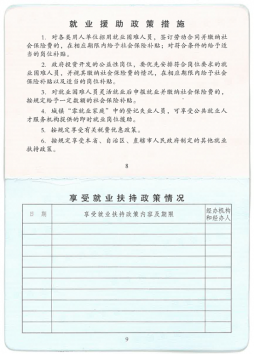 就业援助政策措施
1. 对各类用人单位招用就业困难人员，签订劳动合同并缴纳社
会保险费的，在相应期限内给予社会保险补贴；对符合条件的给予适
当的岗位补贴。
2. 政府投资开发的公益性岗位，要优先安排符合岗位要求的就
业困难人员，并视其缴纳社会保险费的情况，在相应期限内给予社会
保险补贴以及适当的岗位补贴。
3. 对就业困难人员灵活就业后申报就业并缴纳社会保险费的，
按规定给予一定数额的社会保险补贴。
4. 城镇“零就业家庭”中的登记失业人员，可享受公共就业人
才服务机构提供的即时就业岗位援助。
5. 按规定享受有关税费优惠政策。
6. 按规定享受本省、自治区、直辖市人民政府制定的其他就业
扶持政策。
8
享受就业扶持政策情况
日 期
享受就业扶持政策内容及期限
经办机构
和经办人
9